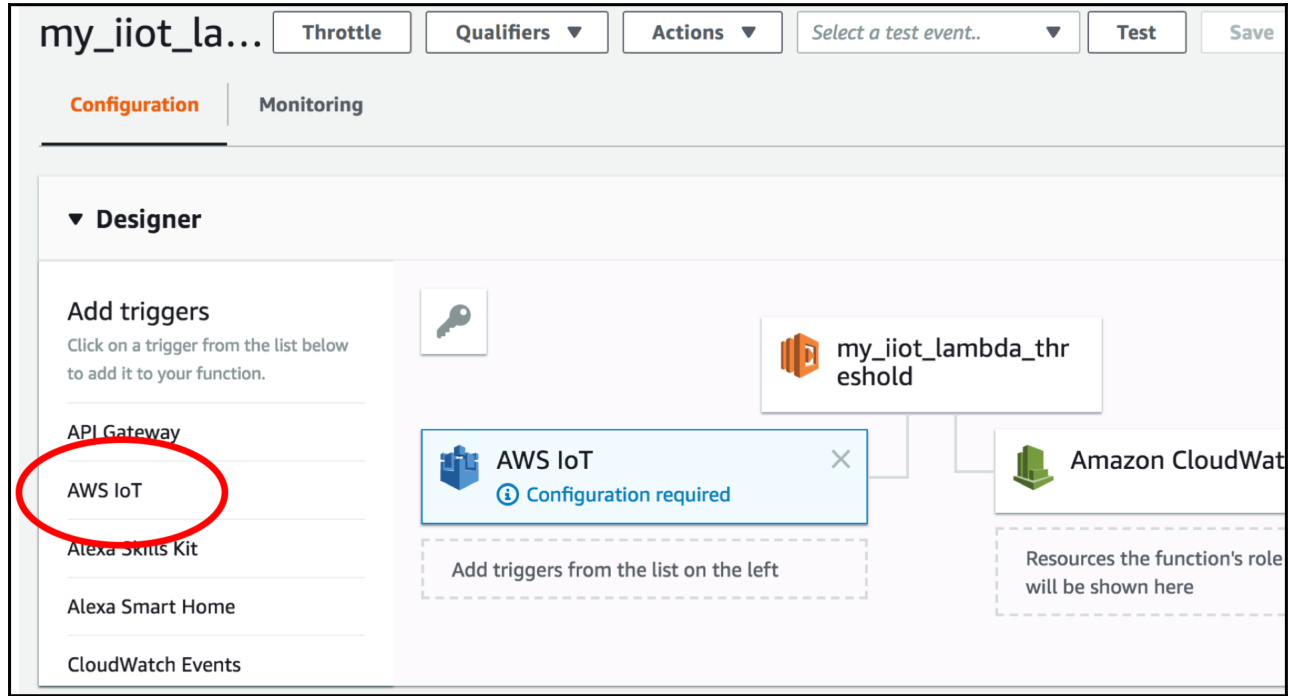 my_iiot_la...
Throttle
Qualifiers
Actions
Select a test event..
Test
Save
Configuration
Monitoring
Designer
Add triggers
Click on a trigger from the list below
to add it to your function.
API Gateway
AWS IoT
Alexa Skills Kit
Alexa Smart Home
CloudWatch Events
my_iiot_lambda_thr
eshold
AWS IoT
Configuration required
Add triggers from the list on the left
Amazon CloudWat
Resources the function's role
will be shown here